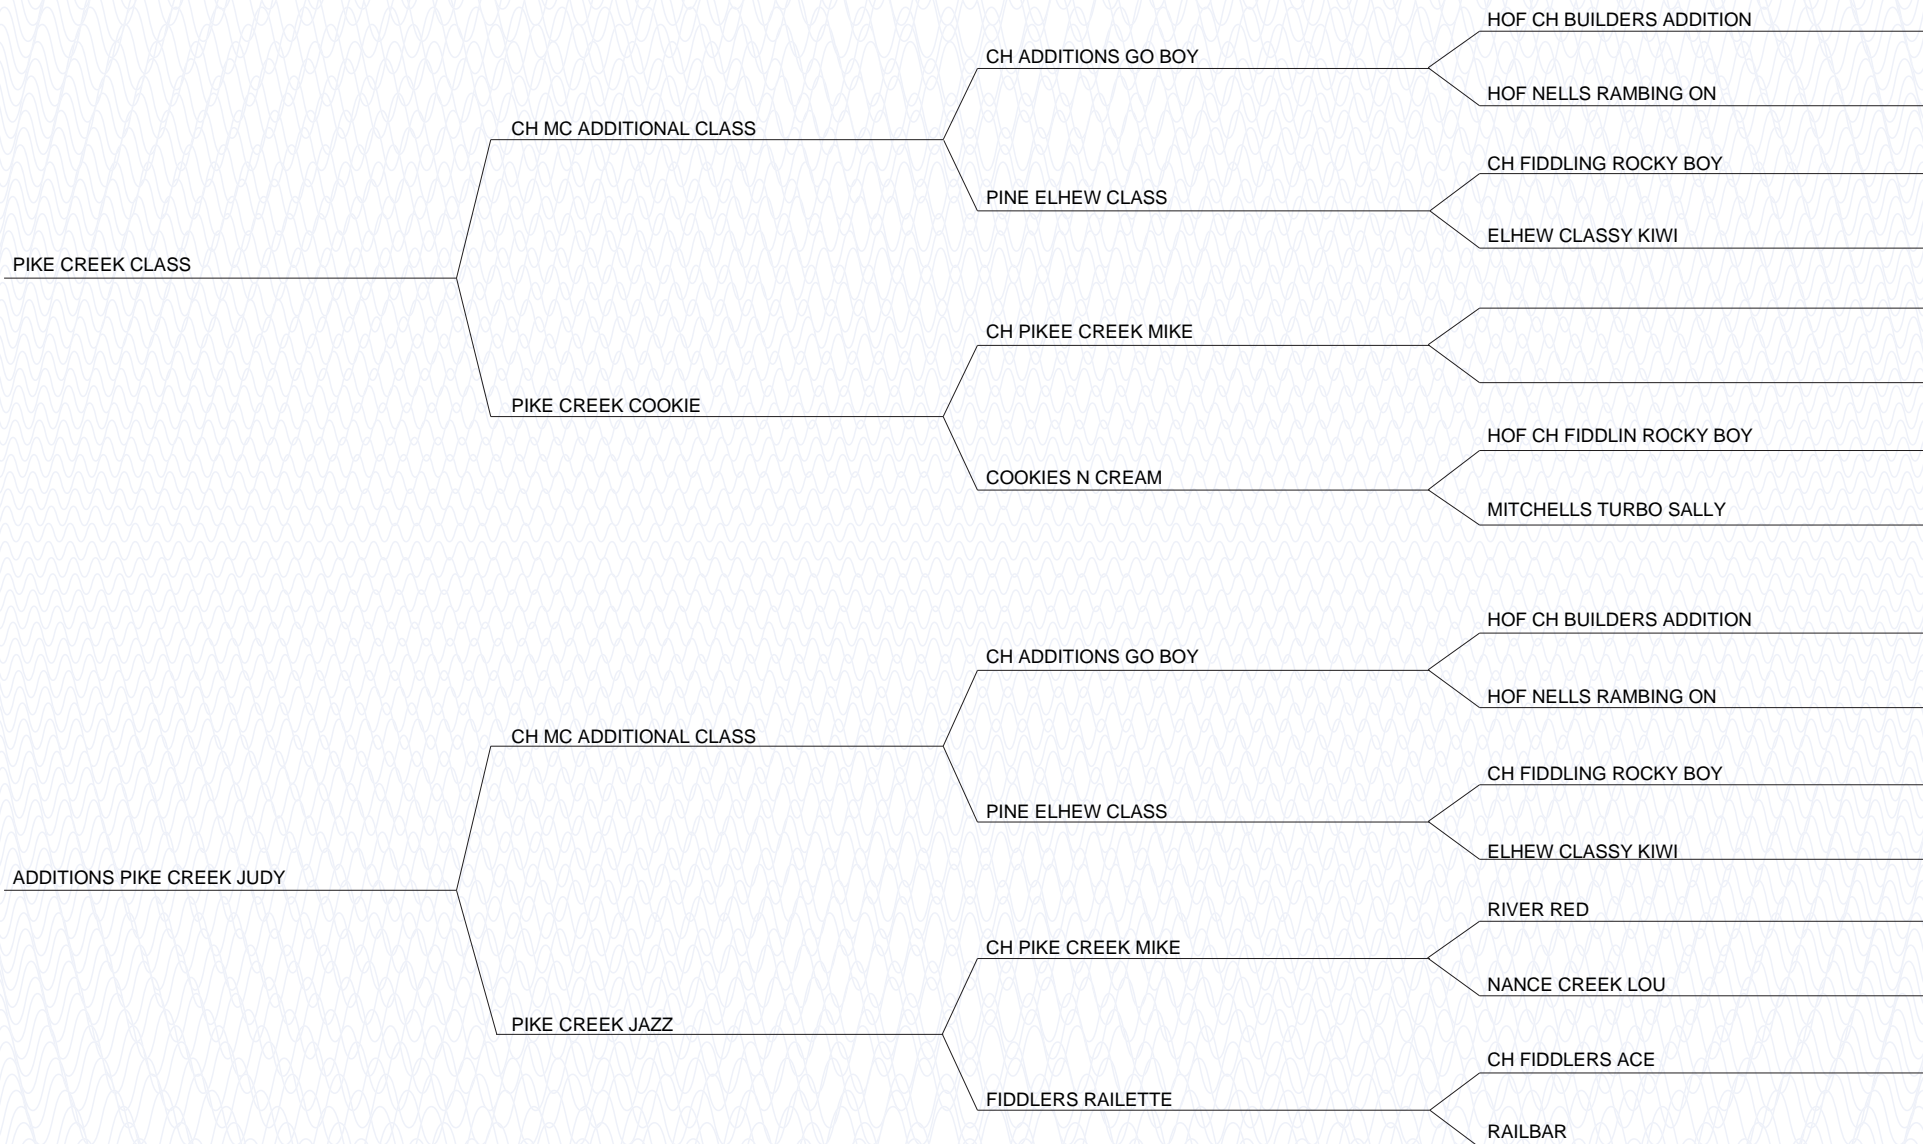 HOF CH BUILDERS ADDITION
CH ADDITIONS GO BOY
HOF NELLS RAMBING ON
CH MC ADDITIONAL CLASS
CH FIDDLING ROCKY BOY
PINE ELHEW CLASS
ELHEW CLASSY KIWI
PIKE CREEK CLASS
CH PIKEE CREEK MIKE
PIKE CREEK COOKIE
HOF CH FIDDLIN ROCKY BOY
COOKIES N CREAM
MITCHELLS TURBO SALLY
HOF CH BUILDERS ADDITION
CH ADDITIONS GO BOY
HOF NELLS RAMBING ON
CH MC ADDITIONAL CLASS
CH FIDDLING ROCKY BOY
PINE ELHEW CLASS
ELHEW CLASSY KIWI
ADDITIONS PIKE CREEK JUDY
RIVER RED
CH PIKE CREEK MIKE
NANCE CREEK LOU
PIKE CREEK JAZZ
CH FIDDLERS ACE
FIDDLERS RAILETTE
RAILBAR